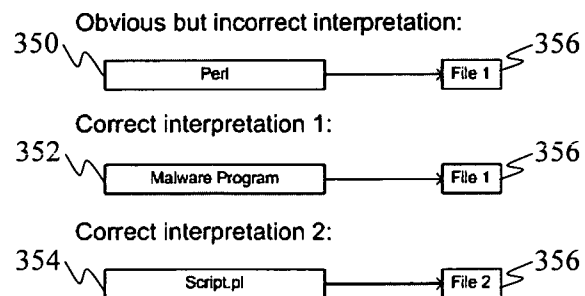 Obvious but incorrect interpretation:
350 Perl File 1 356
Correct interpretation 1:
352 Malware Program File 1 356
Correct interpretation 2:
354 Script.pl File 2 356